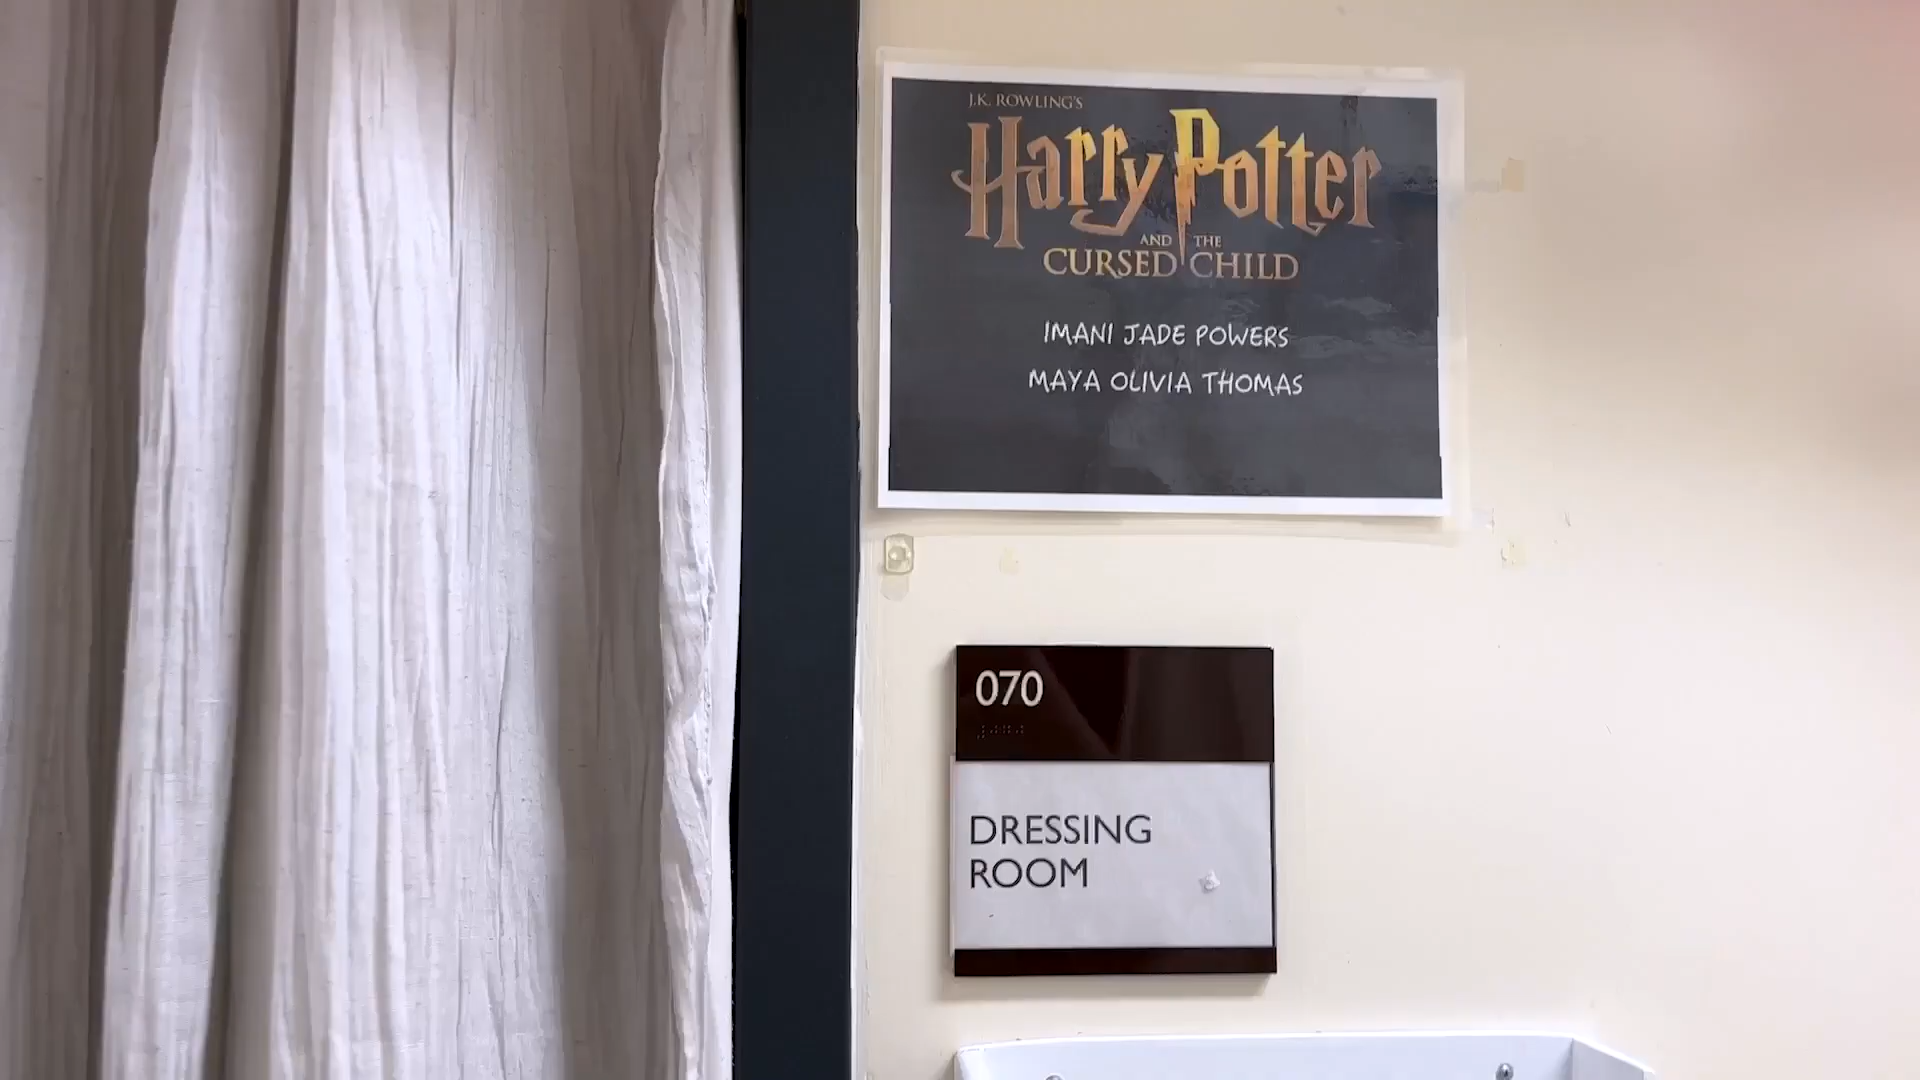 J.K. ROWLING'S
Harry Potter
AND THE
CURSED CHILD
IMANI JADE POWERS
MAYA OLIVIA THOMAS
070
DRESSING
ROOM